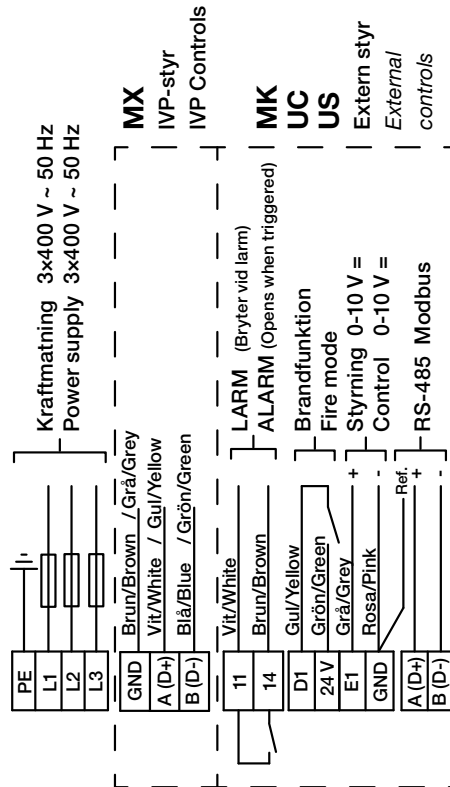 PE
L1
L2
L3
Kraftmatning 3x400 V ~ 50 Hz
Power supply 3x400 V ~ 50 Hz
GND
A (D+)
B (D-)
Brun/Brown / Grå/Grey
Vit/White / Gul/Yellow
Blå/Blue / Grön/Green
MX
IVP-styr
IVP Controls
11
14
Vit/White
Brun/Brown
LARM (Bryter vid larm)
ALARM (Opens when triggered)
D1
24 V
E1
GND
Gul/Yellow
Grön/Green
Grå/Grey
Rosa/Pink
Brandfunktion
Fire mode
+
-
Styrning 0-10 V =
Control 0-10 V =
A (D+)
B (D-)
Ref.
+
-
RS-485 Modbus
MK
UC
US
Extern styr
External
controls